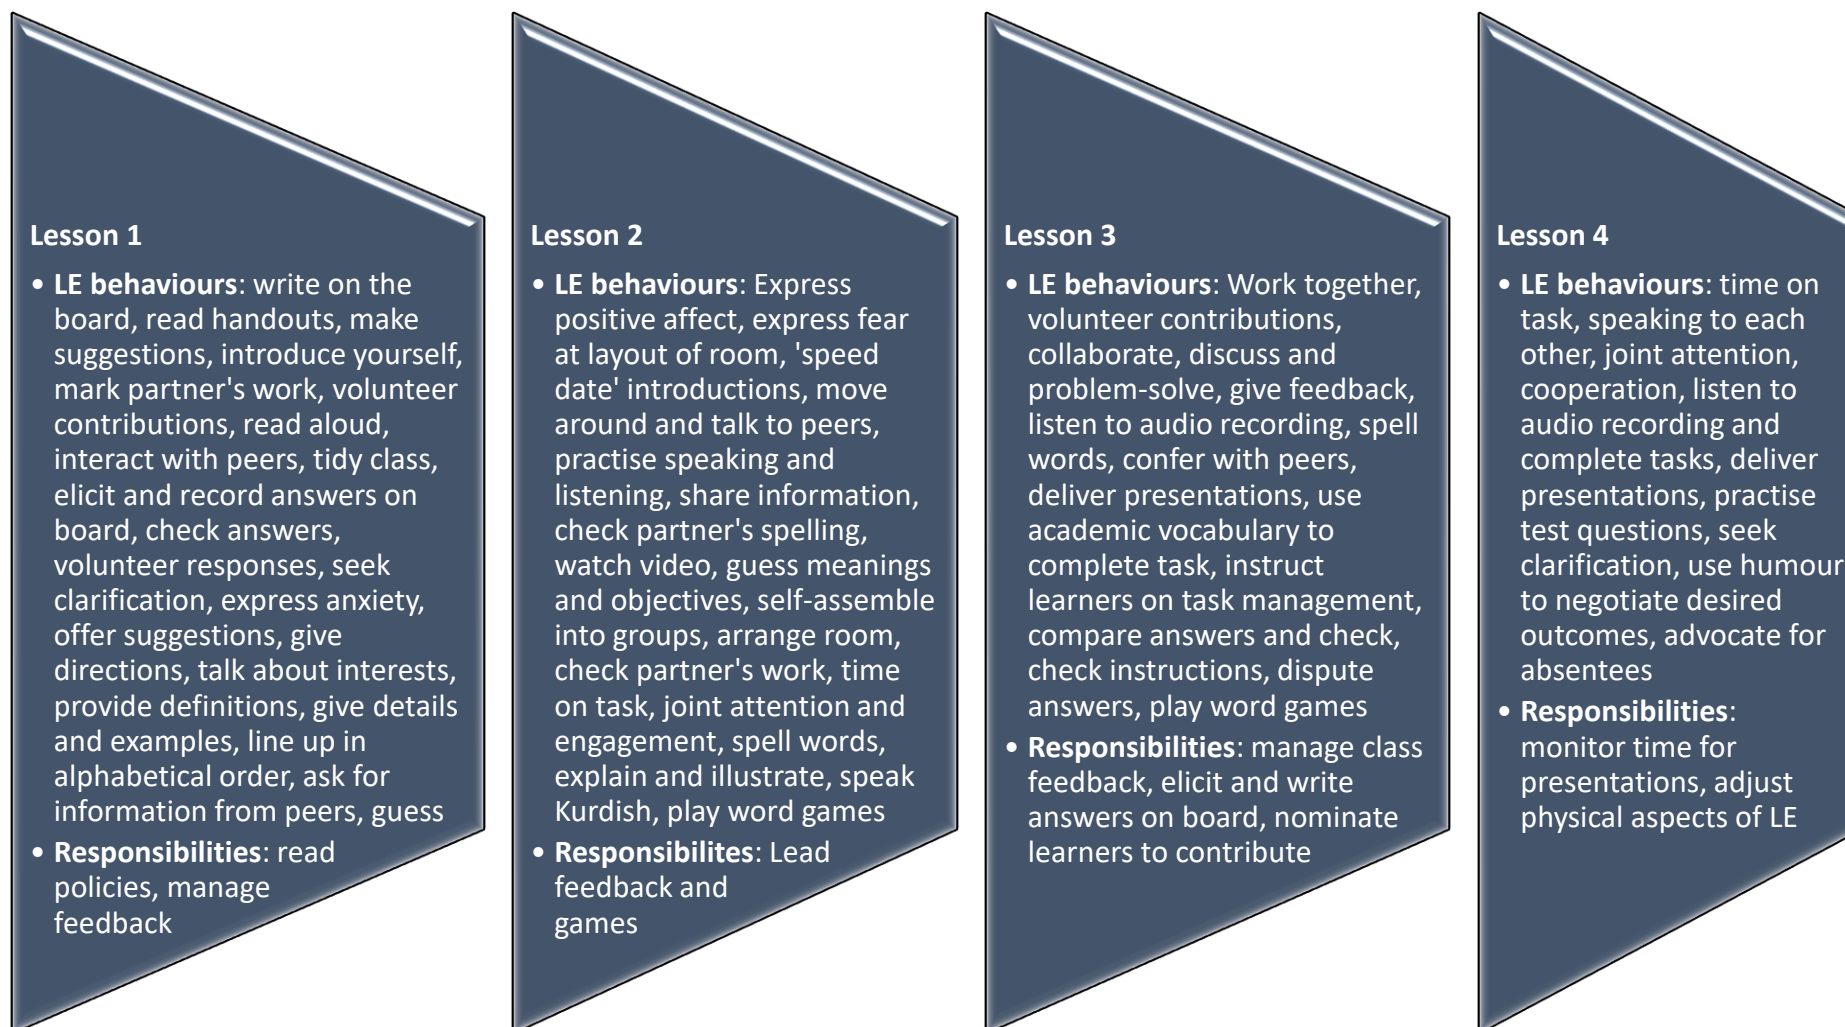 Lesson 1
• LE behaviours: write on the
board, read handouts, make
suggestions, introduce yourself,
mark partner's work, volunteer
contributions, read aloud,
interact with peers, tidy class,
elicit and record answers on
board, check answers,
volunteer responses, seek
clarification, express anxiety,
offer suggestions, give
directions, talk about interests,
provide definitions, give details
and examples, line up in
alphabetical order, ask for
information from peers, guess
• Responsibilities: read
policies, manage
feedback
Lesson 2
• LE behaviours: Express
positive affect, express fear
at layout of room, 'speed
date' introductions, move
around and talk to peers,
practise speaking and
listening, share information,
check partner's spelling,
watch video, guess meanings
and objectives, self-assemble
into groups, arrange room,
check partner's work, time
on task, joint attention and
engagement, spell words,
explain and illustrate, speak
Kurdish, play word games
• Responsibilites: Lead
feedback and
games
Lesson 3
• LE behaviours: Work together,
volunteer contributions,
collaborate, discuss and
problem-solve, give feedback,
listen to audio recording, spell
words, confer with peers,
deliver presentations, use
academic vocabulary to
complete task, instruct
learners on task management,
compare answers and check,
check instructions, dispute
answers, play word games
• Responsibilities: manage class
feedback, elicit and write
answers on board, nominate
learners to contribute
Lesson 4
• LE behaviours: time on
task, speaking to each
other, joint attention,
cooperation, listen to
audio recording and
complete tasks, deliver
presentations, practise
test questions, seek
clarification, use humour
to negotiate desired
outcomes, advocate for
absentees
• Responsibilities:
monitor time for
presentations, adjust
physical aspects of LE